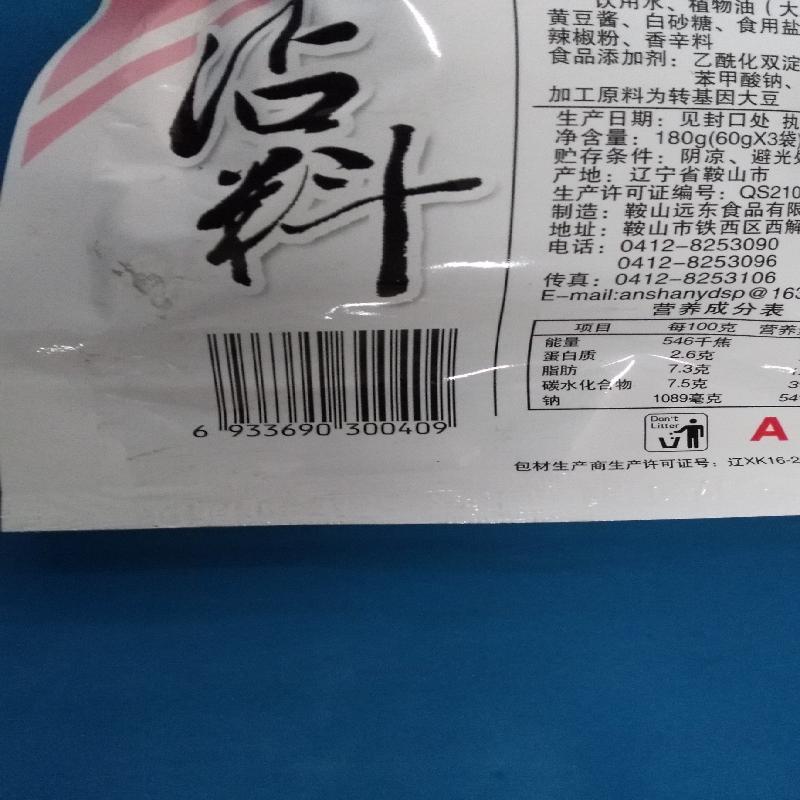 沾料
饮用水、植物油（大
黄豆酱、白砂糖、食用盐
辣椒粉、香辛料
食品添加剂：乙酰化双淀
苯甲酸钠、
加工原料为转基因大豆
生产日期：见封口处 执
净含量：180g(60gX3袋)
贮存条件：阴凉、避光处
产地：辽宁省鞍山市
生产许可证编号：QS210
制造：鞍山远东食品有限
地址：鞍山市铁西区西解
电话：0412-8253090
0412-8253096
传真：0412-8253106
E-mail:anshanydsp@163
营养成分表
项目 每100克 营养
能量 546千焦
蛋白质 2.6克
脂肪 7.3克
碳水化合物 7.5克 3
钠 1089毫克 54
Don't Litter
A
包材生产商生产许可证号：辽XK16-2
6 933690 300409